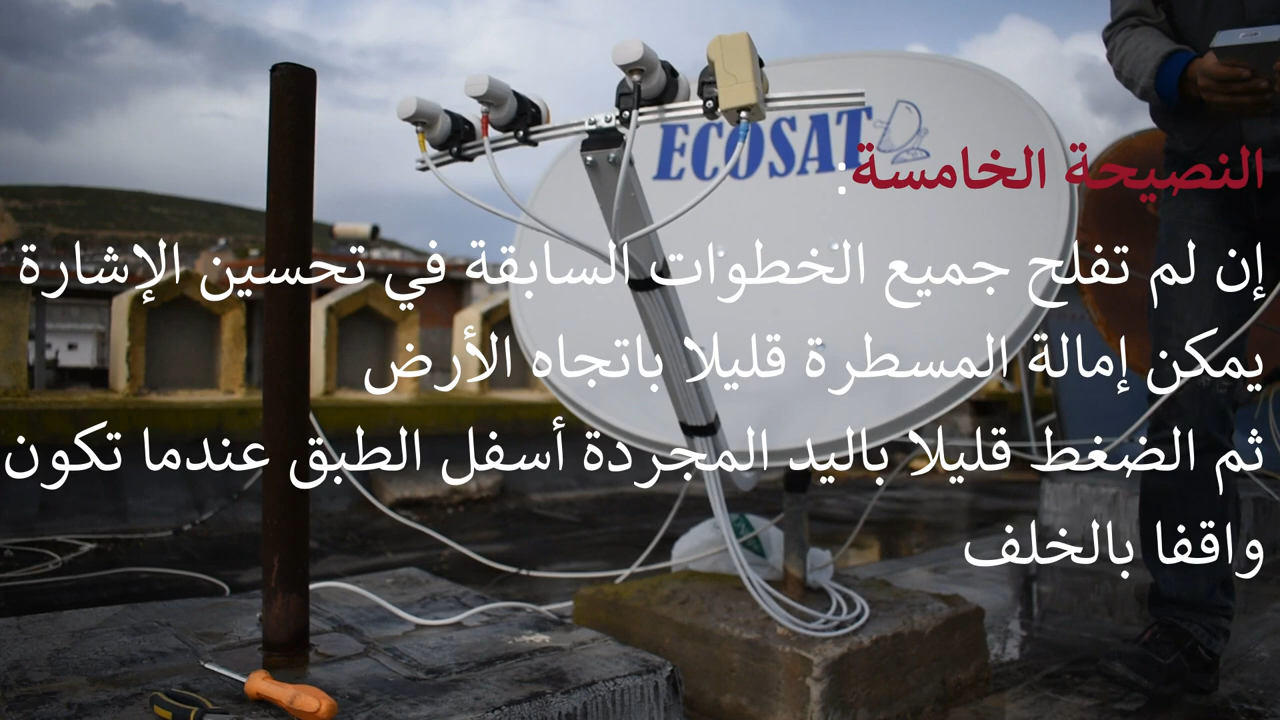 ECOSAT
النصيحة الخامسة:
إن لم تفلح جميع الخطوات السابقة في تحسين الإشارة
يمكن إمالة المسطرة قليلا باتجاه الأرض
ثم الضغط قليلا باليد المجردة أسفل الطبق عندما تكون
واقفا بالخلف